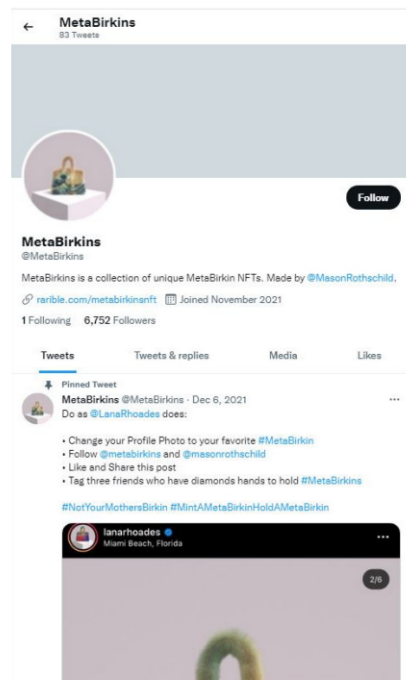 MetaBirkins
83 Tweets
Follow
MetaBirkins
@MetaBirkins
MetaBirkins is a collection of unique MetaBirkin NFTs. Made by @MasonRothschild.
rarible.com/metabirkinsnft Joined November 2021
1 Following 6,752 Followers
Tweets Tweets & replies Media Likes
Pinned Tweet
MetaBirkins @MetaBirkins · Dec 6, 2021
Do as @LanaRhoades does:
• Change your Profile Photo to your favorite #MetaBirkin
• Follow @metabirkins and @masonrothschild
• Like and Share this post
• Tag three friends who have diamonds hands to hold #MetaBirkins
#NotYourMothersBirkin #MintAMetaBirkinHoldAMetaBirkin
lanarhoades
Miami Beach, Florida
2/6